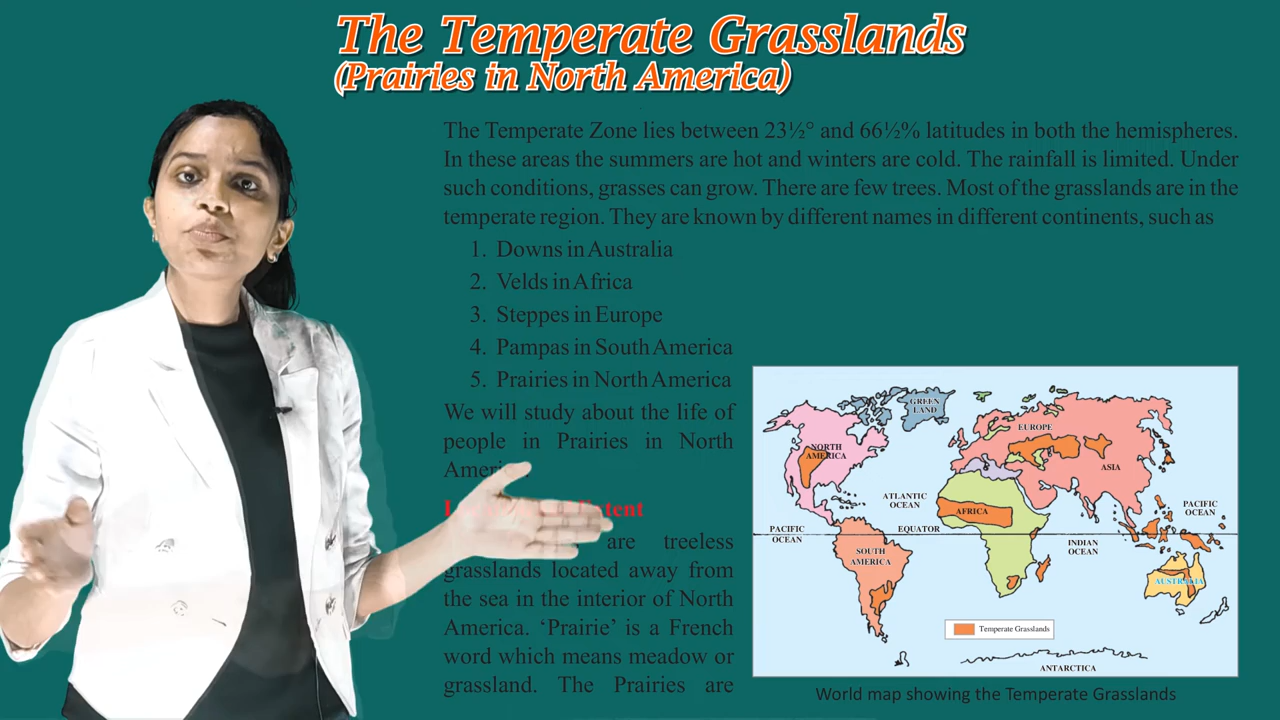 The Temperate Grasslands
(Prairies in North America)
The Temperate Zone lies between 23½° and 66½% latitudes in both the hemispheres.
In these areas the summers are hot and winters are cold. The rainfall is limited. Under
such conditions, grasses can grow. There are few trees. Most of the grasslands are in the
temperate region. They are known by different names in different continents, such as
1. Downs in Australia
2. Velds in Africa
3. Steppes in Europe
4. Pampas in South America
5. Prairies in North America
We will study about the life of
people in Prairies in North
are treeless
grasslands located away from
the sea in the interior of North
America. ‘Prairie’ is a French
word which means meadow or
grassland. The Prairies are
GREEN
LAND
EUROPE
NORTH
AMERICA
ASIA
ATLANTIC
OCEAN
AFRICA
PACIFIC
OCEAN
EQUATOR
PACIFIC
OCEAN
INDIAN
OCEAN
SOUTH
AMERICA
AUSTRALIA
Temperate Grasslands
ANTARCTICA
World map showing the Temperate Grasslands